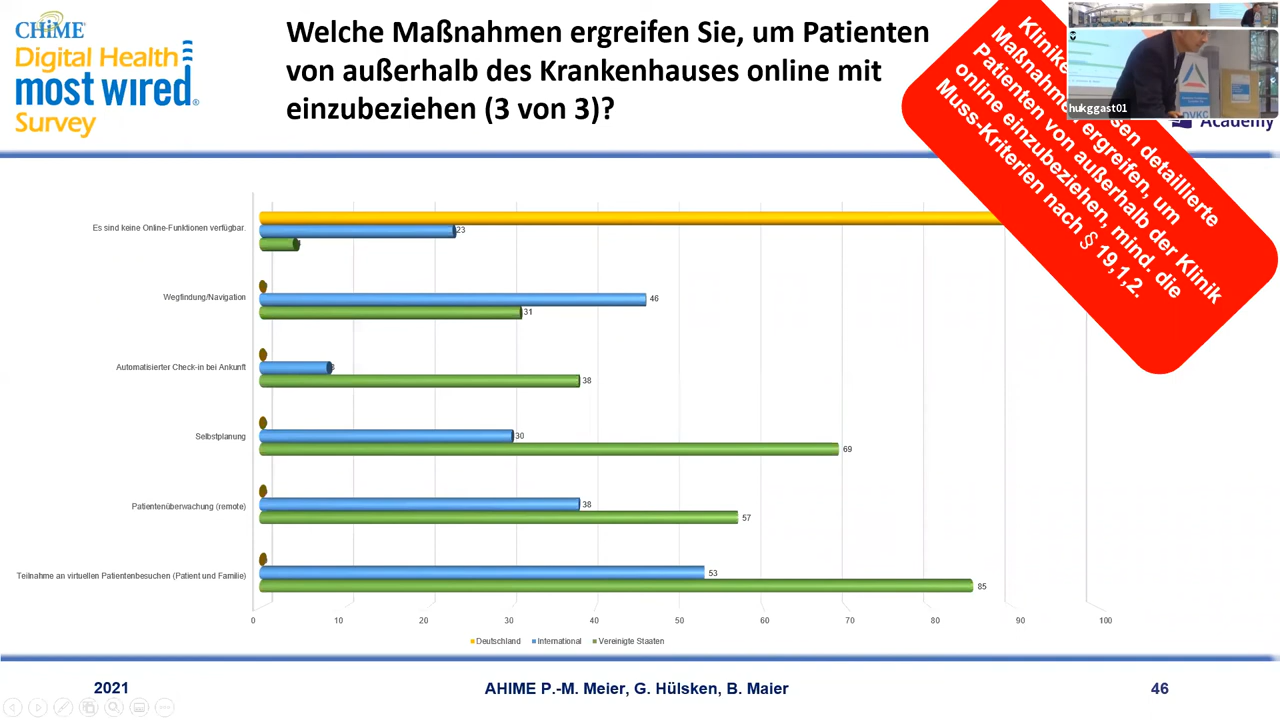 CHiME
Digital Health
most wired®
Survey
Welche Maßnahmen ergreifen Sie, um Patienten
von außerhalb des Krankenhauses online mit
einzubeziehen (3 von 3)?
detaillierte
ergreifen, um
Patienten von außerhalb der Klinik
online einzubeziehen, mind. die
Muss-Kriterien nach § 19,1,2.
hukggast01
DVKC
Academy
Es sind keine Online-Funktionen verfügbar.
23
Wegfindung/Navigation
46
31
Automatisierter Check-in bei Ankunft
38
Selbstplanung
30
69
Patientenüberwachung (remote)
38
57
Teilnahme an virtuellen Patientenbesuchen (Patient und Familie)
53
85
0 10 20 30 40 50 60 70 80 90 100
Deutschland International Vereinigte Staaten
2021
AHIME P.-M. Meier, G. Hülsken, B. Maier
46